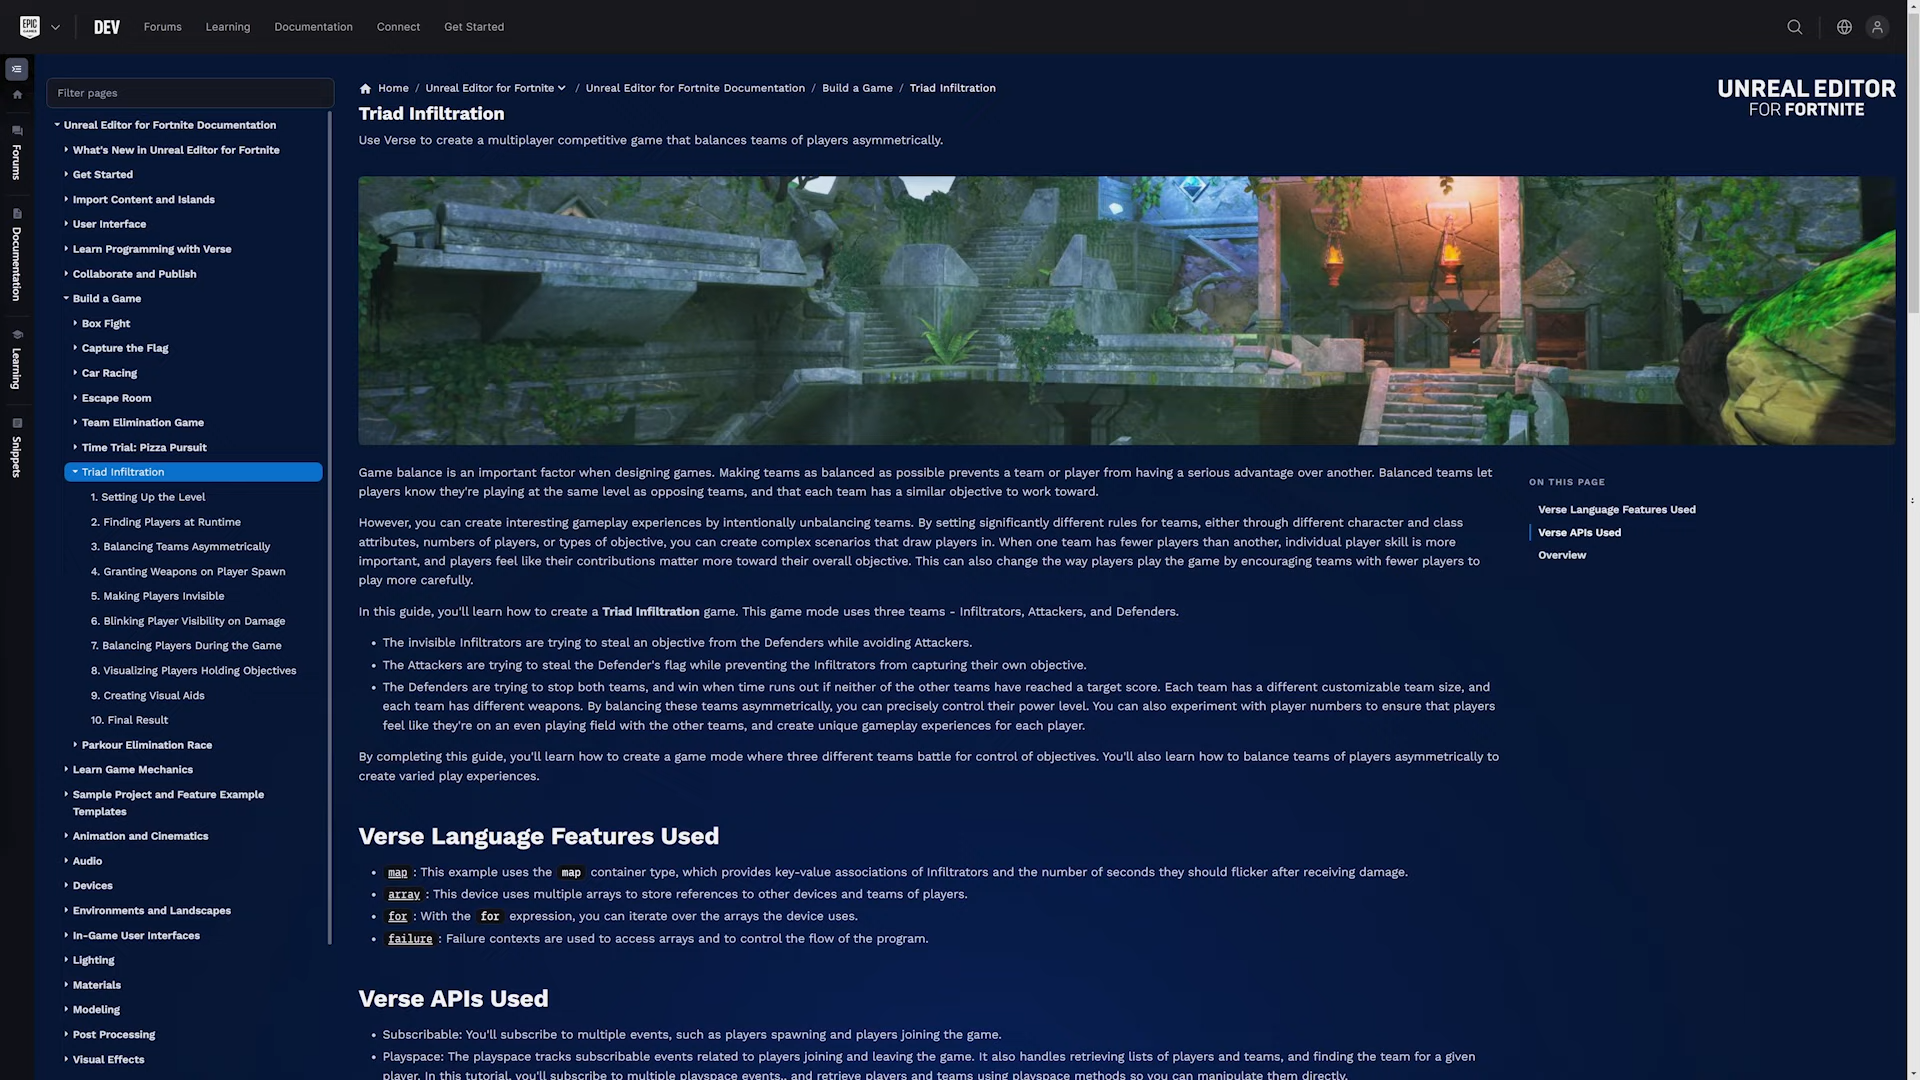 EPIC GAMES
DEV
Forums
Learning
Documentation
Connect
Get Started
Forums
Documentation
Learning
Snippets
Filter pages
Unreal Editor for Fortnite Documentation
What's New in Unreal Editor for Fortnite
Get Started
Import Content and Islands
User Interface
Learn Programming with Verse
Collaborate and Publish
Build a Game
Box Fight
Capture the Flag
Car Racing
Escape Room
Team Elimination Game
Time Trial: Pizza Pursuit
Triad Infiltration
1. Setting Up the Level
2. Finding Players at Runtime
3. Balancing Teams Asymmetrically
4. Granting Weapons on Player Spawn
5. Making Players Invisible
6. Blinking Player Visibility on Damage
7. Balancing Players During the Game
8. Visualizing Players Holding Objectives
9. Creating Visual Aids
10. Final Result
Parkour Elimination Race
Learn Game Mechanics
Sample Project and Feature Example
Templates
Animation and Cinematics
Audio
Devices
Environments and Landscapes
In-Game User Interfaces
Lighting
Materials
Modeling
Post Processing
Visual Effects
Home / Unreal Editor for Fortnite / Unreal Editor for Fortnite Documentation / Build a Game / Triad Infiltration
UNREAL EDITOR
FOR FORTNITE
Triad Infiltration
Use Verse to create a multiplayer competitive game that balances teams of players asymmetrically.
Game balance is an important factor when designing games. Making teams as balanced as possible prevents a team or player from having a serious advantage over another. Balanced teams let
players know they're playing at the same level as opposing teams, and that each team has a similar objective to work toward.
However, you can create interesting gameplay experiences by intentionally unbalancing teams. By setting significantly different rules for teams, either through different character and class
attributes, numbers of players, or types of objective, you can create complex scenarios that draw players in. When one team has fewer players than another, individual player skill is more
important, and players feel like their contributions matter more toward their overall objective. This can also change the way players play the game by encouraging teams with fewer players to
play more carefully.
In this guide, you'll learn how to create a Triad Infiltration game. This game mode uses three teams - Infiltrators, Attackers, and Defenders.
• The invisible Infiltrators are trying to steal an objective from the Defenders while avoiding Attackers.
• The Attackers are trying to steal the Defender's flag while preventing the Infiltrators from capturing their own objective.
• The Defenders are trying to stop both teams, and win when time runs out if neither of the other teams have reached a target score. Each team has a different customizable team size, and
each team has different weapons. By balancing these teams asymmetrically, you can precisely control their power level. You can also experiment with player numbers to ensure that players
feel like they're on an even playing field with the other teams, and create unique gameplay experiences for each player.
By completing this guide, you'll learn how to create a game mode where three different teams battle for control of objectives. You'll also learn how to balance teams of players asymmetrically to
create varied play experiences.
Verse Language Features Used
• map : This example uses the map container type, which provides key-value associations of Infiltrators and the number of seconds they should flicker after receiving damage.
• array : This device uses multiple arrays to store references to other devices and teams of players.
• for : With the for expression, you can iterate over the arrays the device uses.
• failure : Failure contexts are used to access arrays and to control the flow of the program.
Verse APIs Used
• Subscribable: You'll subscribe to multiple events, such as players spawning and players joining the game.
• Playspace: The playspace tracks subscribable events related to players joining and leaving the game. It also handles retrieving lists of players and teams, and finding the team for a given
player. In this tutorial, you'll subscribe to multiple playspace events,, and retrieve players and teams using playspace methods so you can manipulate them directly.
ON THIS PAGE
Verse Language Features Used
Verse APIs Used
Overview